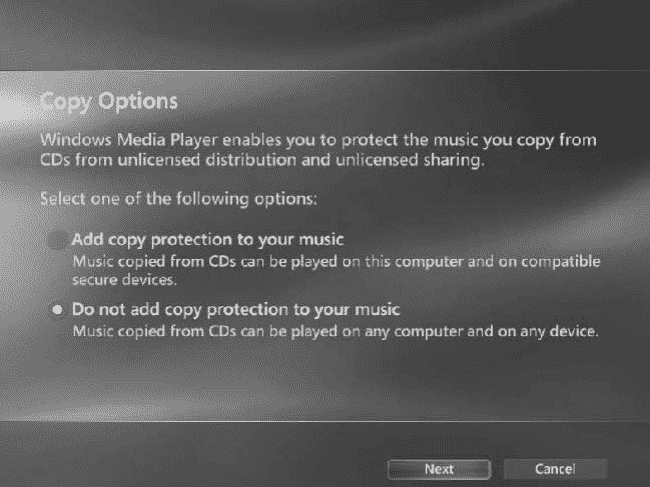 Copy Options
Windows Media Player enables you to protect the music you copy from
CDs from unlicensed distribution and unlicensed sharing.
Select one of the following options:
Add copy protection to your music
Music copied from CDs can be played on this computer and on compatible
secure devices.
Do not add copy protection to your music
Music copied from CDs can be played on any computer and on any device.
Next
Cancel